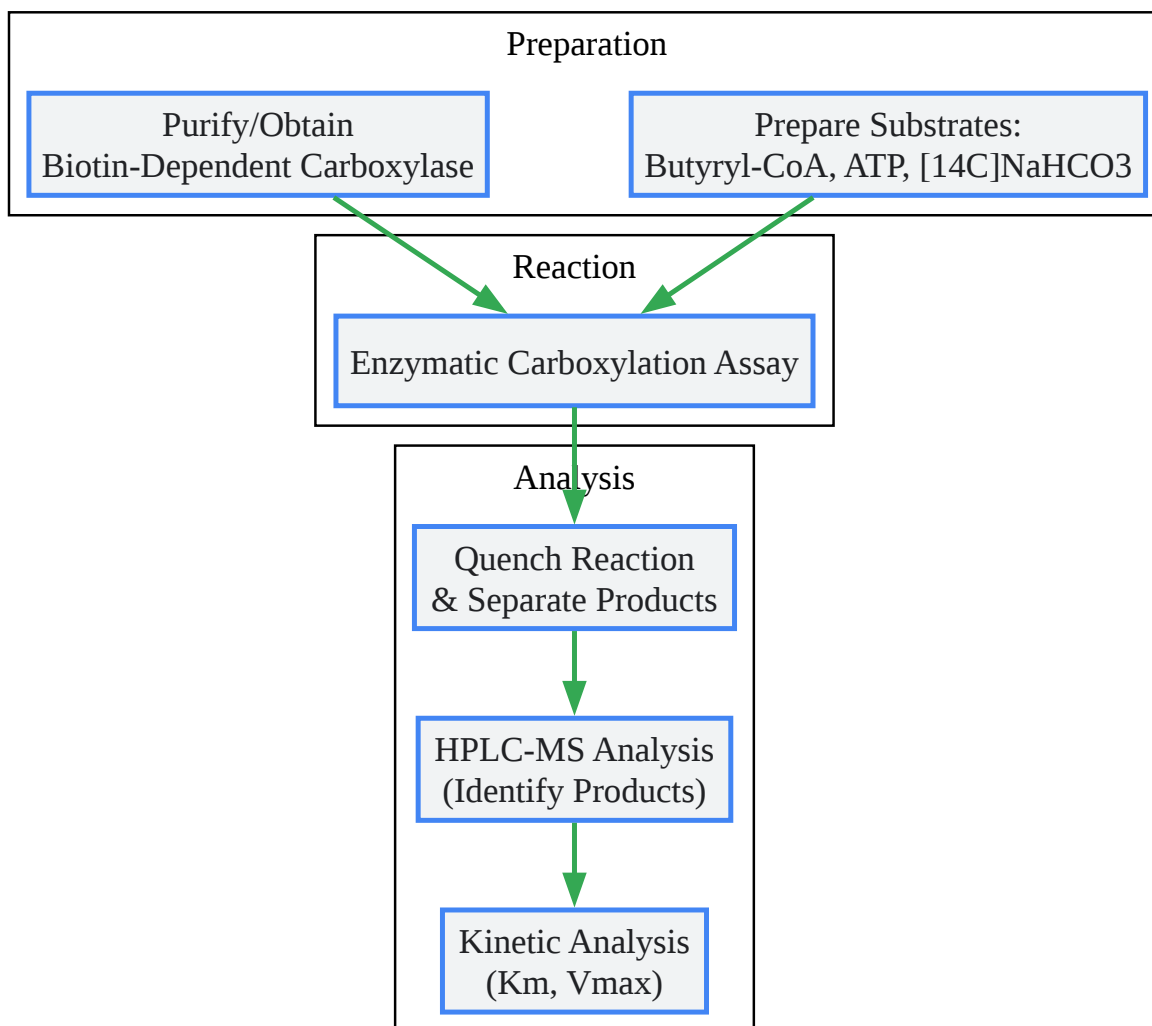 Preparation
Purify/Obtain
Biotin-Dependent Carboxylase
Prepare Substrates:
Butyryl-CoA, ATP, [14C]NaHCO3
Reaction
Enzymatic Carboxylation Assay
Analysis
Quench Reaction
& Separate Products
HPLC-MS Analysis
(Identify Products)
Kinetic Analysis
(Km, Vmax)